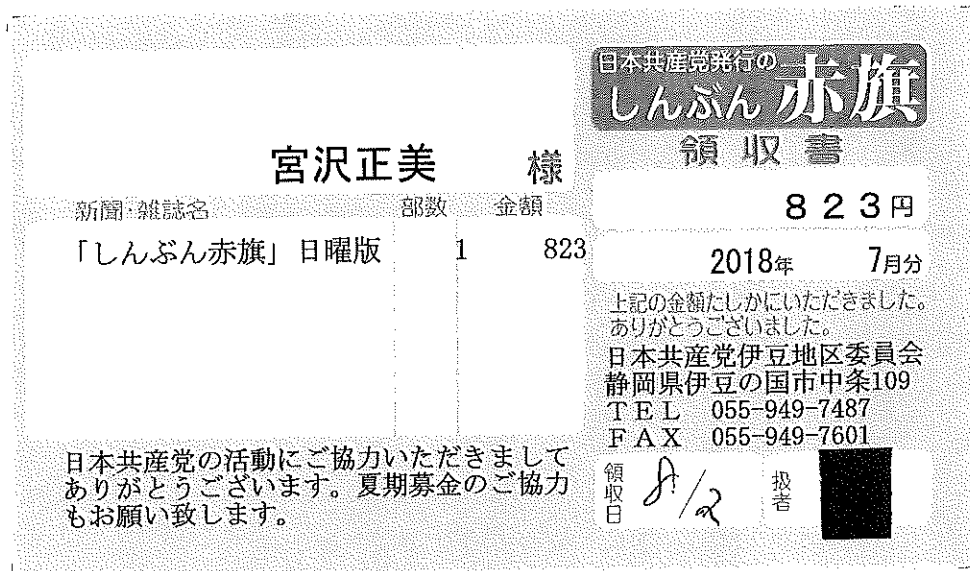 宮沢正美 様
新聞・雑誌名 部数 金額
「しんぶん赤旗」日曜版 1 823
日本共産党の活動にご協力いただきまして
ありがとうございます。夏期募金のご協力
もお願い致します。
日本共産党発行の
しんぶん赤旗
領収書
823円
2018年 7月分
上記の金額たしかにいただきました。
ありがとうございました。
日本共産党伊豆地区委員会
静岡県伊豆の国市中条109
TEL 055-949-7487
FAX 055-949-7601
領収日 8/2 扱者